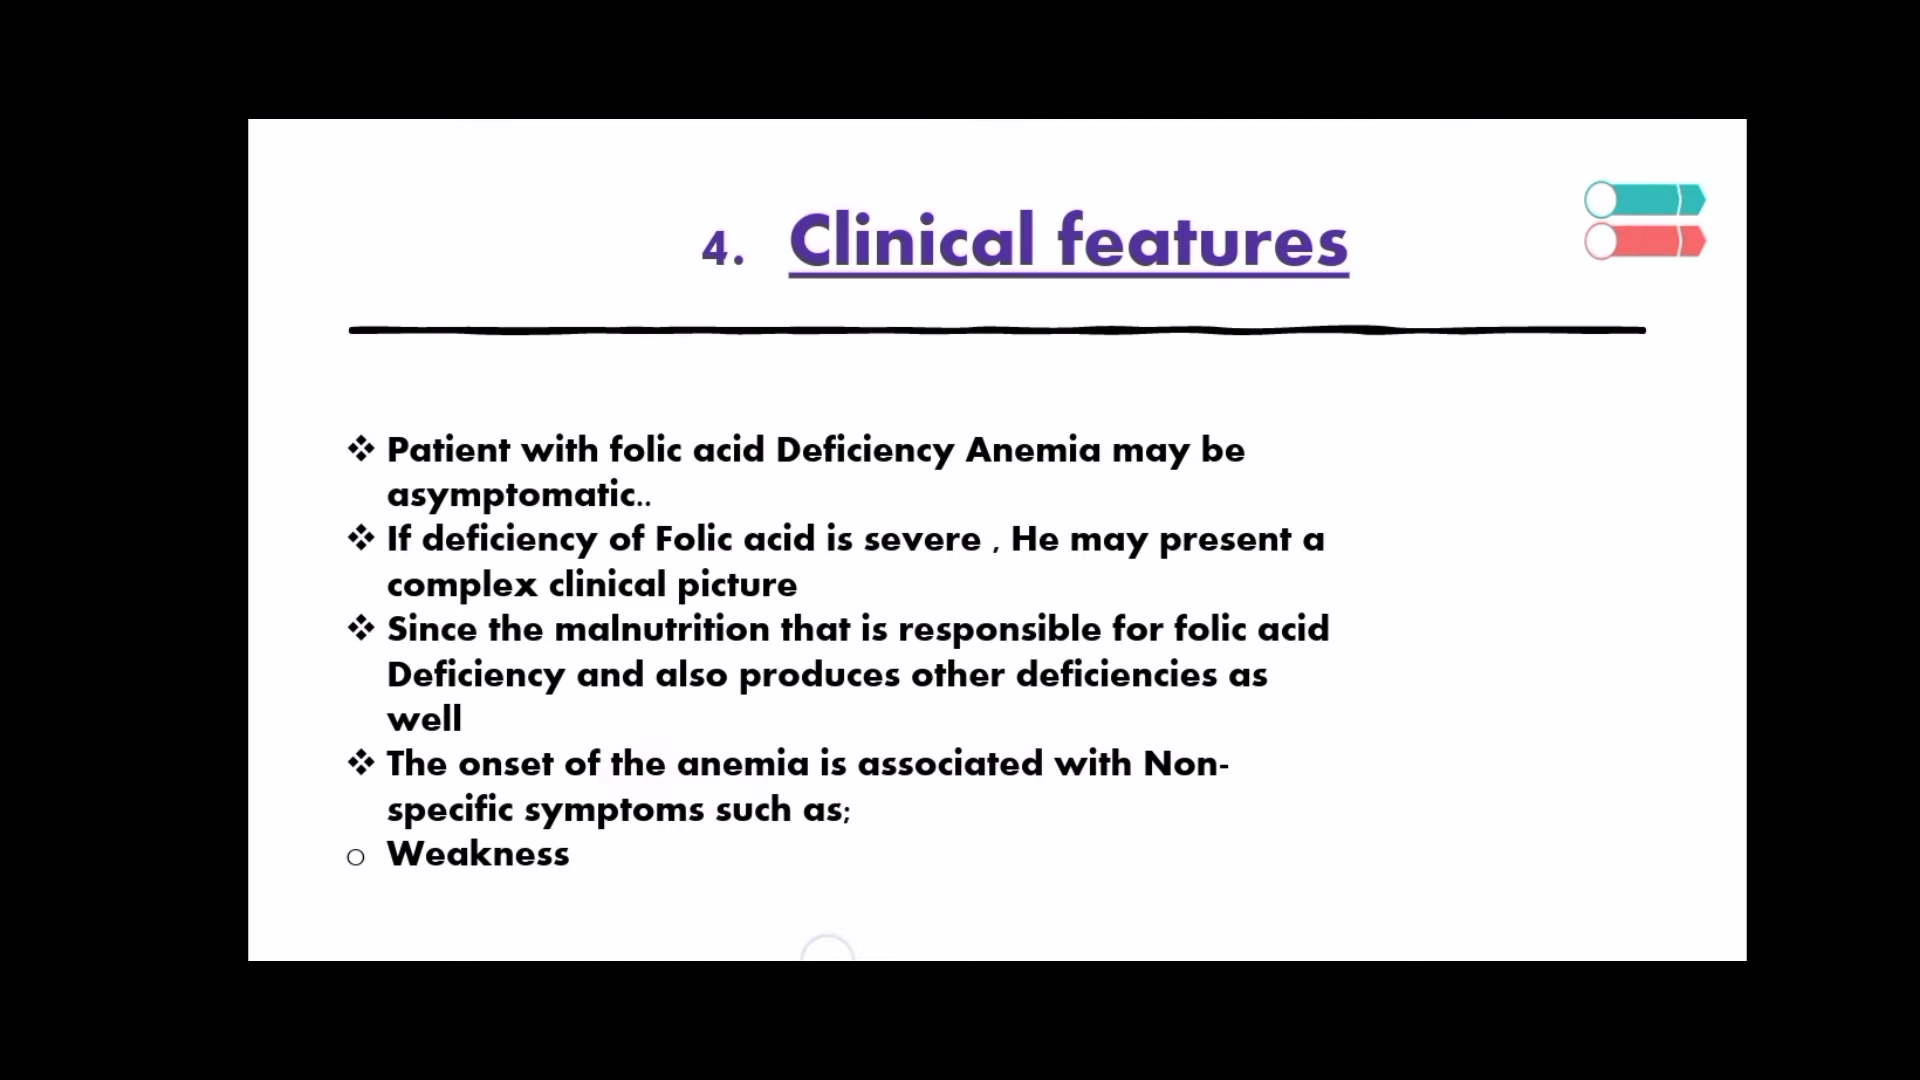 4. Clinical features
❖ Patient with folic acid Deficiency Anemia may be
asymptomatic..
❖ If deficiency of Folic acid is severe , He may present a
complex clinical picture
❖ Since the malnutrition that is responsible for folic acid
Deficiency and also produces other deficiencies as
well
❖ The onset of the anemia is associated with Non-
specific symptoms such as;
o Weakness